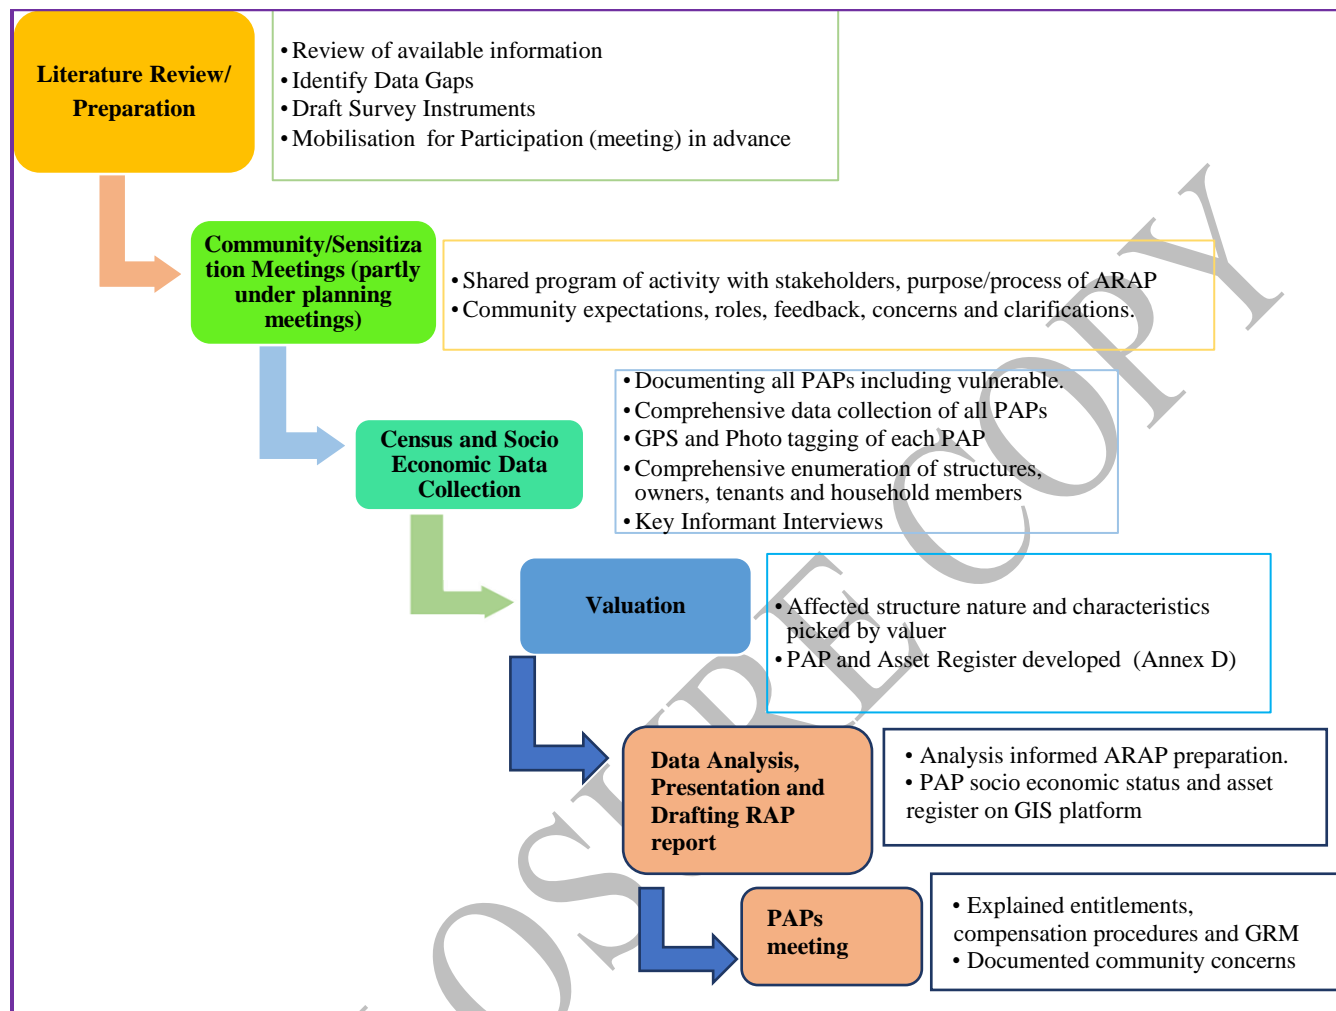 Literature Review/
Preparation
• Review of available information
• Identify Data Gaps
• Draft Survey Instruments
• Mobilisation for Participation (meeting) in advance
Community/Sensitiza
tion Meetings (partly
under planning
meetings)
• Shared program of activity with stakeholders, purpose/process of ARAP
• Community expectations, roles, feedback, concerns and clarifications.
Census and Socio
Economic Data
Collection
• Documenting all PAPs including vulnerable.
• Comprehensive data collection of all PAPs
• GPS and Photo tagging of each PAP
• Comprehensive enumeration of structures,
owners, tenants and household members
• Key Informant Interviews
Valuation
• Affected structure nature and characteristics
picked by valuer
• PAP and Asset Register developed (Annex D)
Data Analysis,
Presentation and
Drafting RAP
report
• Analysis informed ARAP preparation.
• PAP socio economic status and asset
register on GIS platform
PAPs
meeting
• Explained entitlements,
compensation procedures and GRM
• Documented community concerns
OSURE COPY